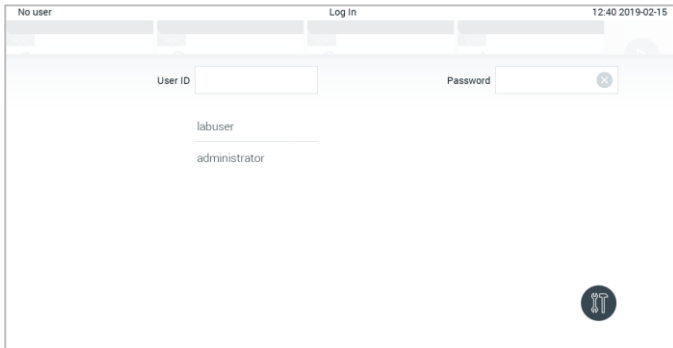 No user Log In 12:40 2019-02-15
User ID Password
labuser
administrator